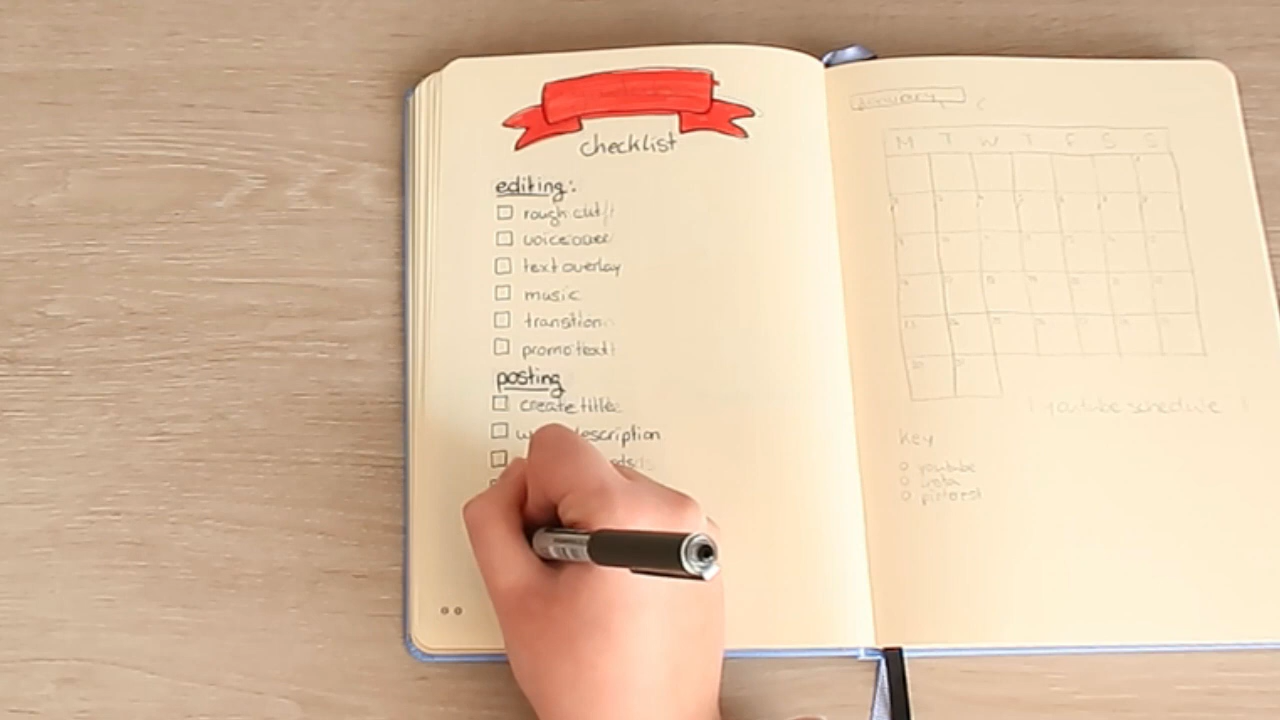 checklist
editing:
rough cut
voiceover
text overlay
music
transition
promo text
posting
create title
description
January
M T W T F S S
youtube schedule
key
youtube
insta
pinterest